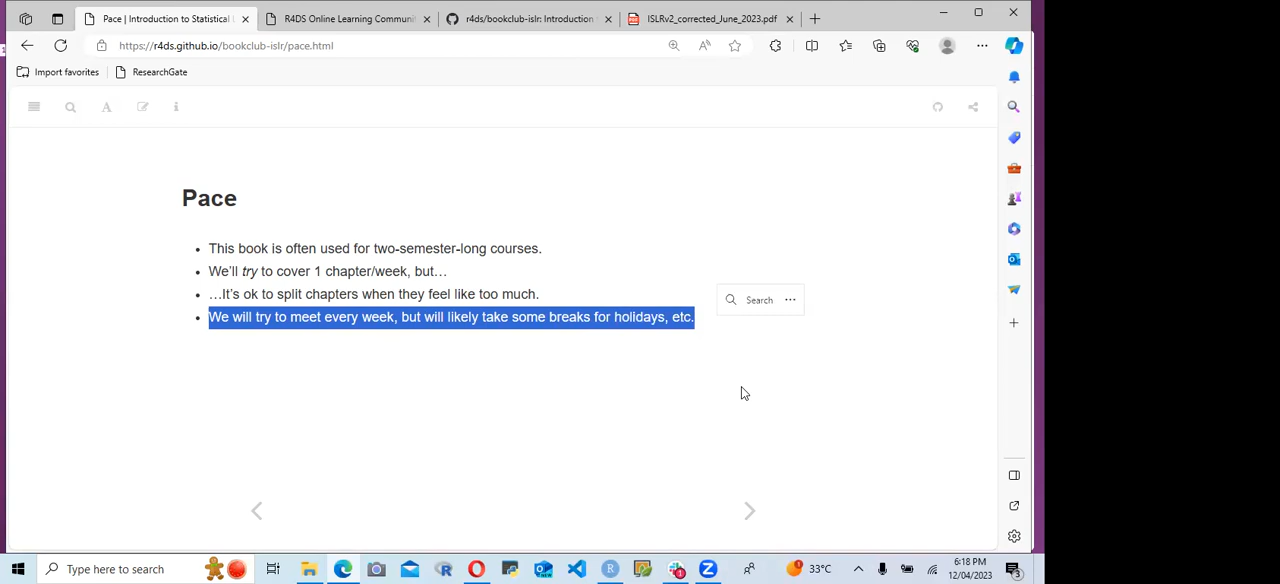 Pace | Introduction to Statistical L
R4DS Online Learning Communi
r4ds/bookclub-islr: Introduction
ISLRv2_corrected_June_2023.pdf
https://r4ds.github.io/bookclub-islr/pace.html
Import favorites
ResearchGate
Pace
• This book is often used for two-semester-long courses.
• We'll try to cover 1 chapter/week, but…
• …It's ok to split chapters when they feel like too much.
• We will try to meet every week, but will likely take some breaks for holidays, etc.
Search
Type here to search
33°C
6:18 PM
12/04/2023